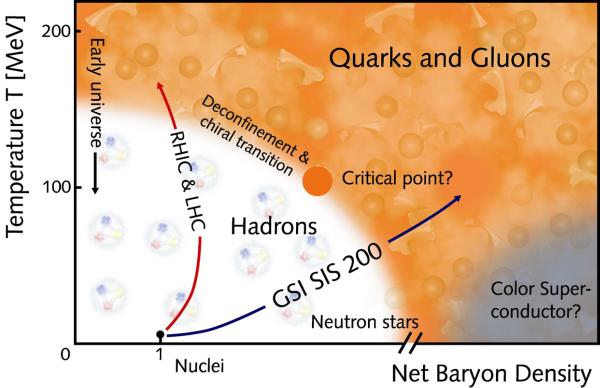 Temperature T [MeV]
200
100
0
Early universe
Quarks and Gluons
Deconfinement &
chiral transition
RHIC & LHC
Critical point?
Hadrons
GSI SIS 200
Color Super-
conductor?
Neutron stars
1
Nuclei
Net Baryon Density